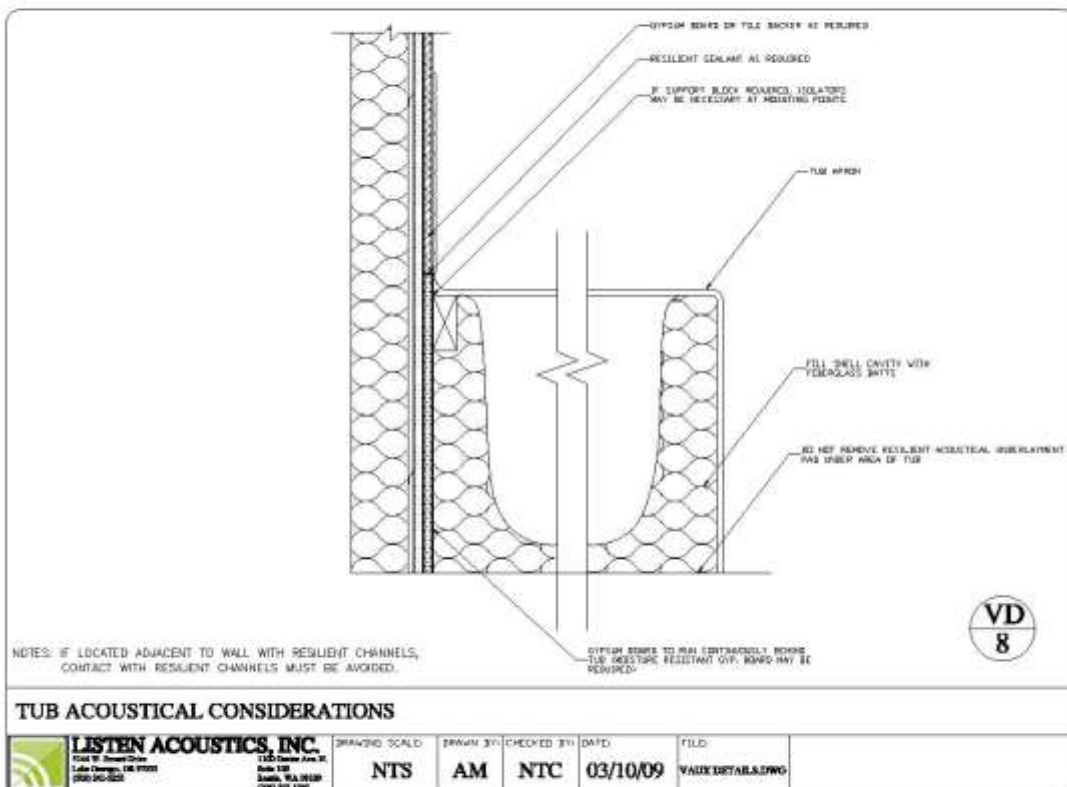 GYPSUM BOARD OR TILE BACKER AS REQUIRED
RESILIENT SEALANT AS REQUIRED
IF SUPPORT BLOCK REQUIRED, ISOLATORS
MAY BE NECESSARY AT MOUNTING POINTS
TUB APRON
FILL SHELL CAVITY WITH
FIBERGLASS BATTS
DO NOT REMOVE RESILIENT ACOUSTICAL UNDERLAYMENT
PAD UNDER AREA OF TUB
VD
8
NOTES: IF LOCATED ADJACENT TO WALL WITH RESILIENT CHANNELS,
CONTACT WITH RESILIENT CHANNELS MUST BE AVOIDED.
GYPSUM BOARD TO RUN CONTINUOUSLY BEHIND
TUB (MOISTURE RESISTANT GYP. BOARD MAY BE
REQUIRED)
TUB ACOUSTICAL CONSIDERATIONS
LISTEN ACOUSTICS, INC.
DRAWING SCALE:
NTS
DRAWN BY:
AM
CHECKED BY:
NTC
DATE:
03/10/09
FILE:
VAUX DETAILS.DWG